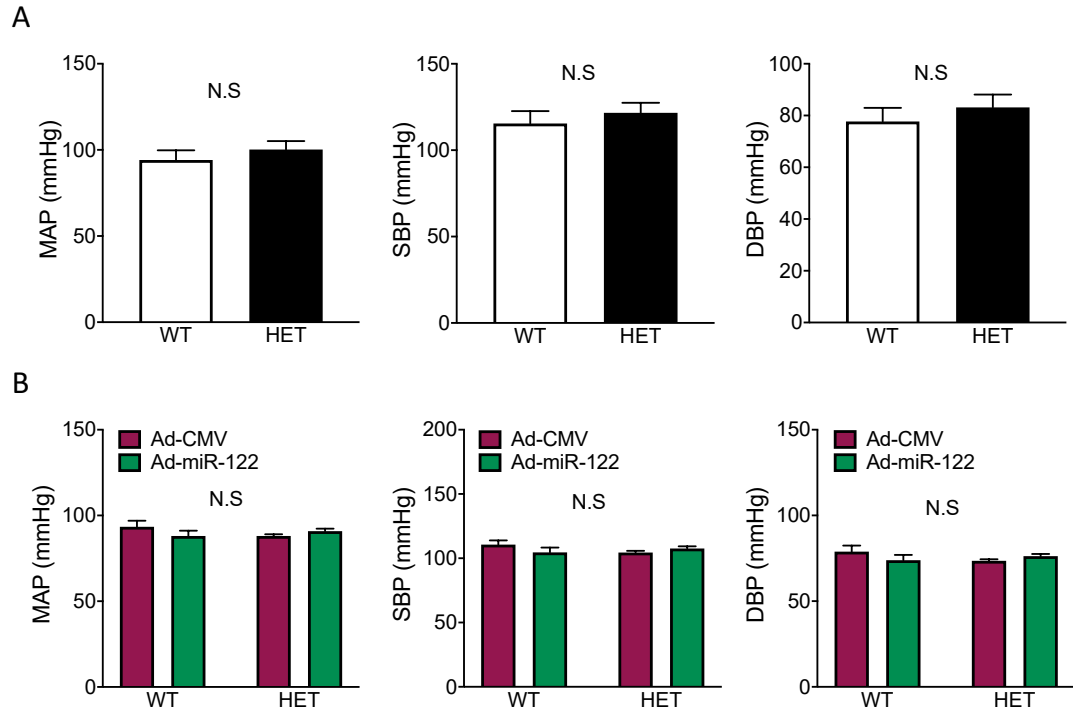 A
MAP (mmHg)
150
100
50
0
N.S
WT HET
SBP (mmHg)
150
100
50
0
N.S
WT HET
DBP (mmHg)
100
80
60
40
20
0
N.S
WT HET
B
MAP (mmHg)
150
100
50
0
Ad-CMV
Ad-miR-122
N.S
WT HET
SBP (mmHg)
200
150
100
50
0
Ad-CMV
Ad-miR-122
N.S
WT HET
DBP (mmHg)
150
100
50
0
Ad-CMV
Ad-miR-122
N.S
WT HET